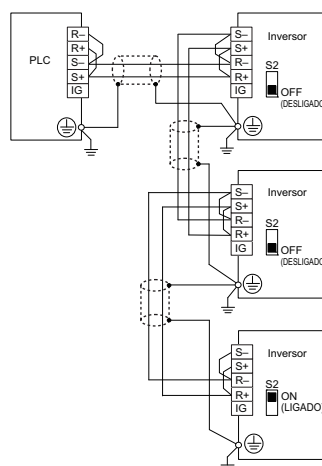 PLC
R–
R+
S–
S+
IG
S–
S+
R–
R+
IG
Inversor
S2
OFF
(DESLIGADO
S–
S+
R–
R+
IG
Inversor
S2
OFF
(DESLIGADO
S–
S+
R–
R+
IG
Inversor
S2
ON
(LIGADO)